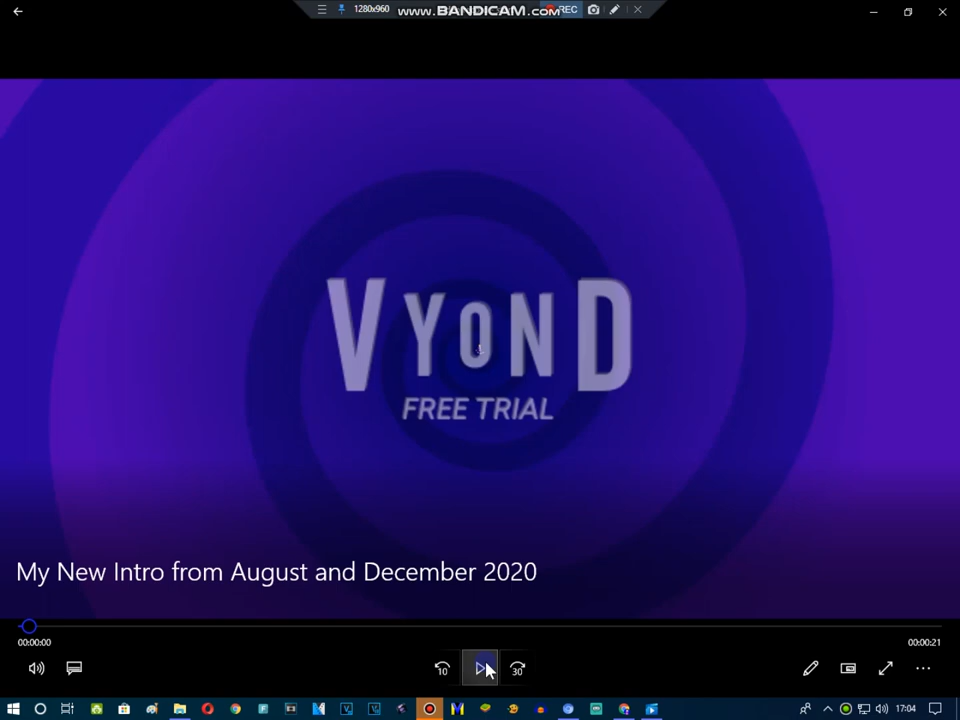 1280x960
www.BANDICAM.com
REC
VYOND
FREE TRIAL
My New Intro from August and December 2020
00:00:00
00:00:21
10
30
17:04